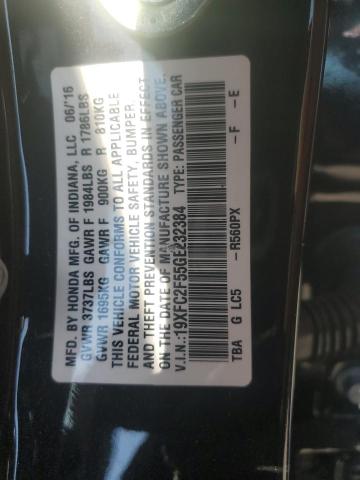 MFD. BY HONDA MFG. OF INDIANA, LLC 06/'16
GVWR 3737LBS GAWR F 1984LBS R 1786LBS
GVWR 1695KG GAWR F 900KG R 810KG
THIS VEHICLE CONFORMS TO ALL APPLICABLE
FEDERAL MOTOR VEHICLE SAFETY, BUMPER,
AND THEFT PREVENTION STANDARDS IN EFFECT
ON THE DATE OF MANUFACTURE SHOWN ABOVE.
V.I.N.:19XFC2F55GE232384 TYPE: PASSENGER CAR
TBA G LC5 - R560PX - F - E